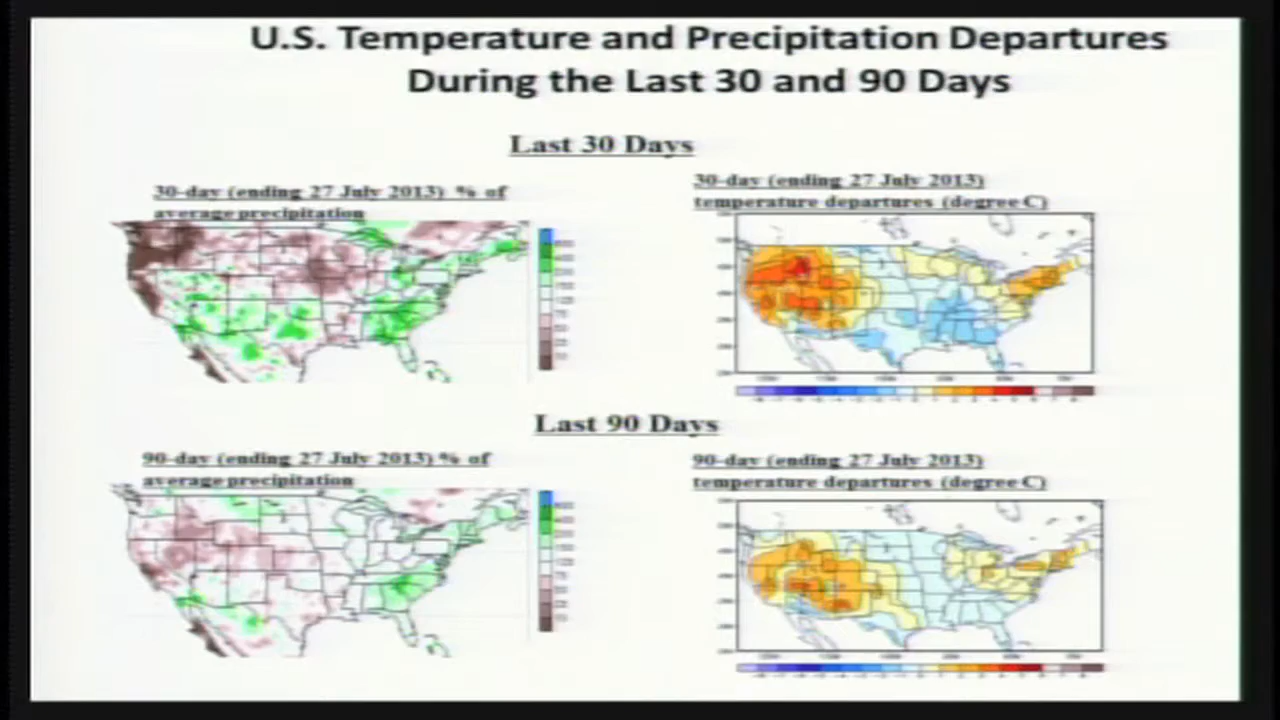 U.S. Temperature and Precipitation Departures
During the Last 30 and 90 Days
Last 30 Days
30-day (ending 27 July 2013) % of
average precipitation
30-day (ending 27 July 2013)
temperature departures (degree C)
Last 90 Days
90-day (ending 27 July 2013) % of
average precipitation
90-day (ending 27 July 2013)
temperature departures (degree C)